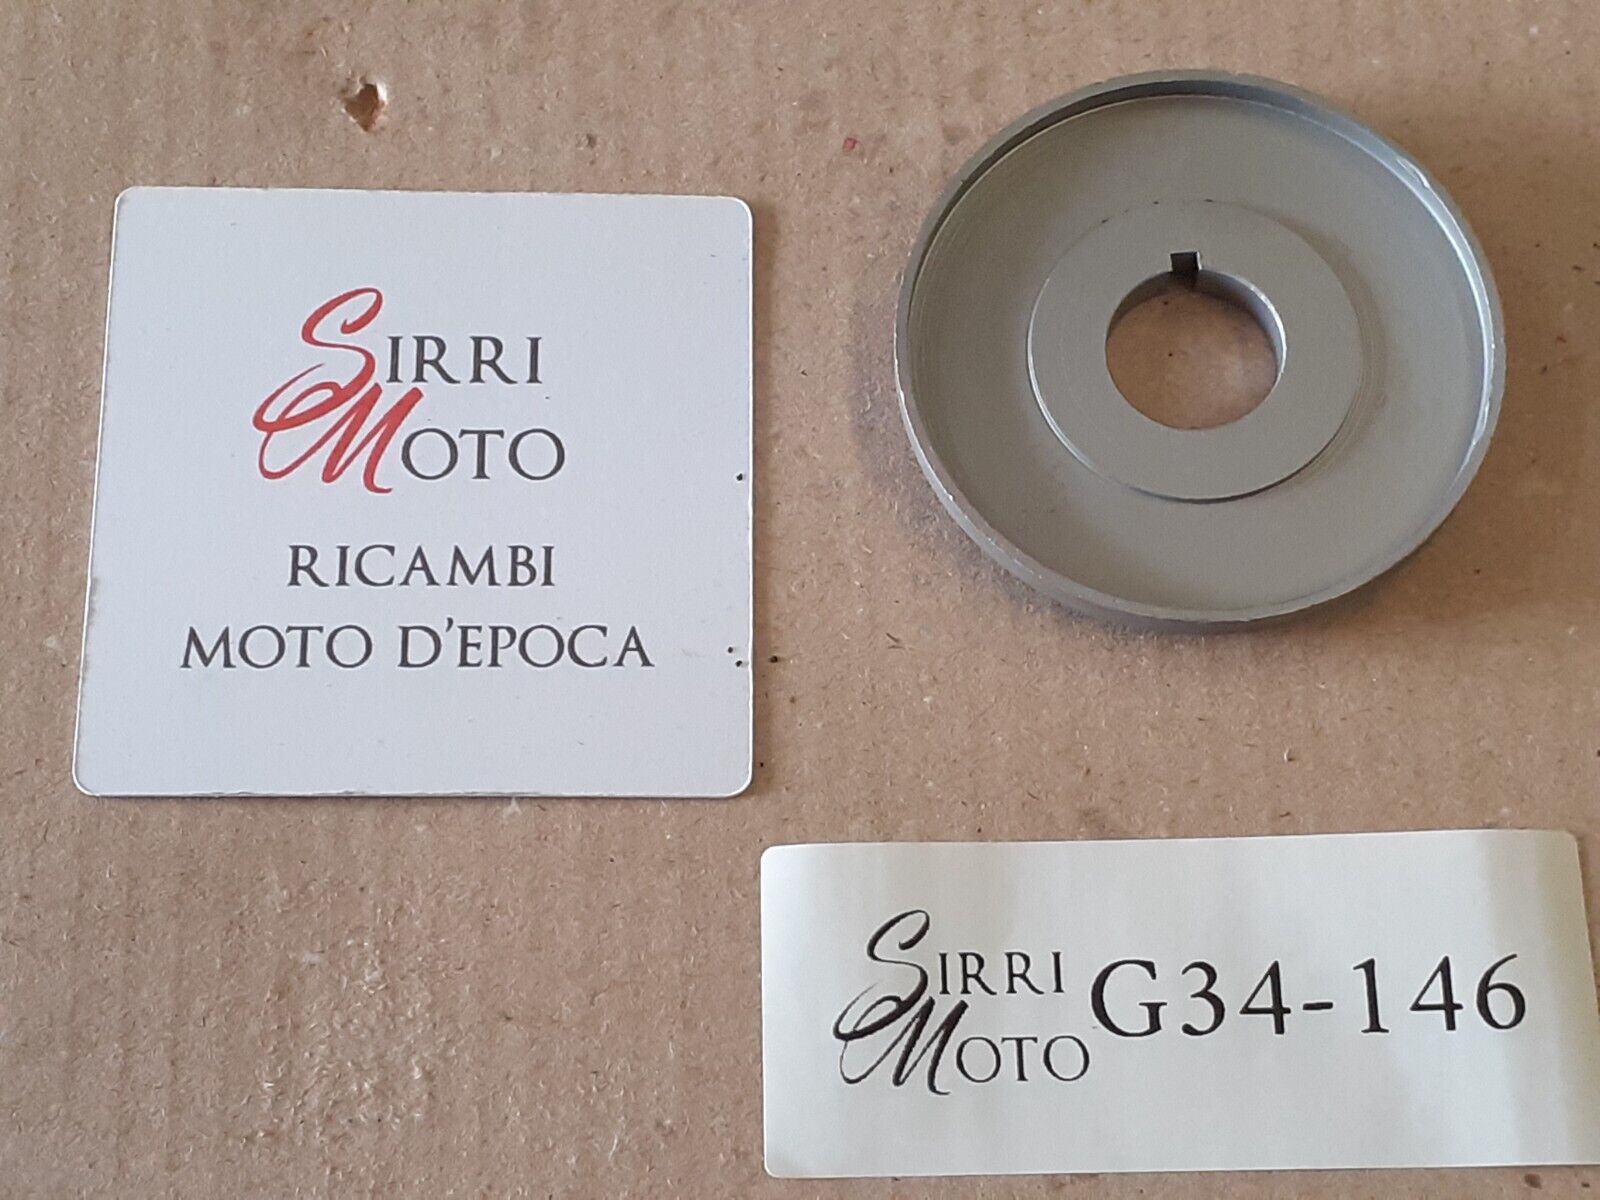 SIRRI
MOTO
RICAMBI
MOTO D'EPOCA
SIRRI
MOTO
G34-146